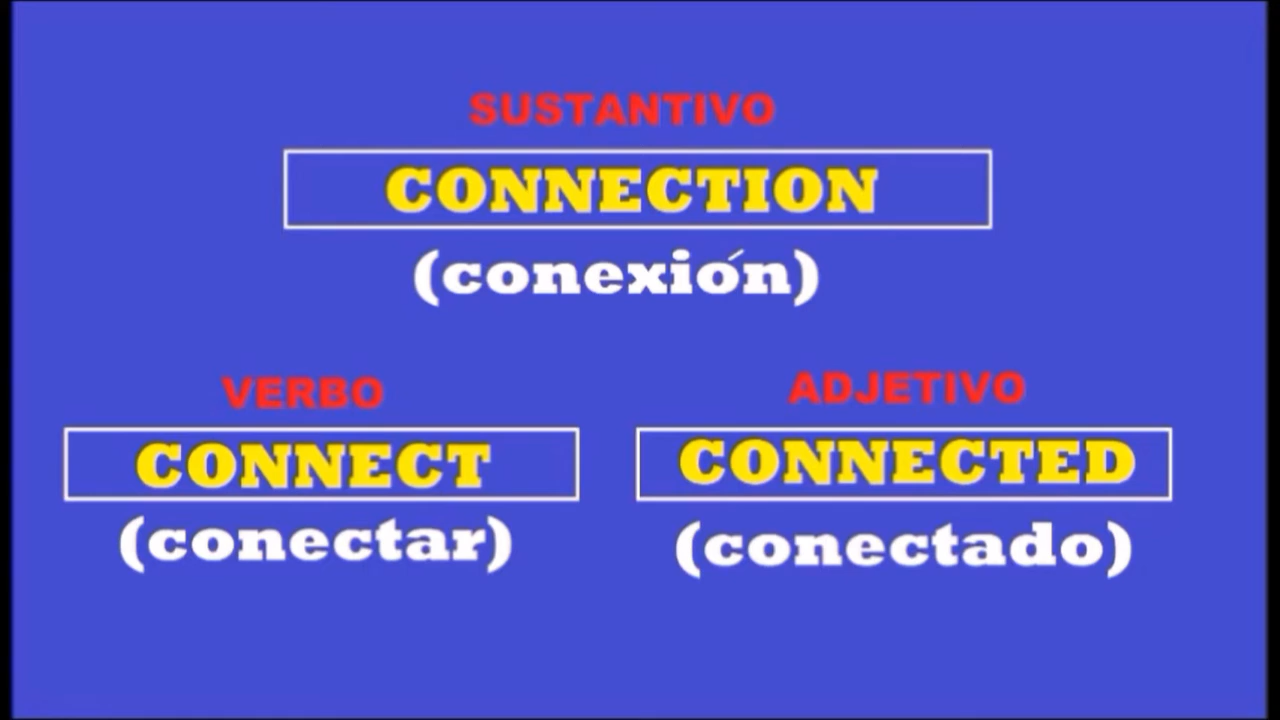 SUSTANTIVO
CONNECTION
(conexión)
VERBO
CONNECT
(conectar)
ADJETIVO
CONNECTED
(conectado)